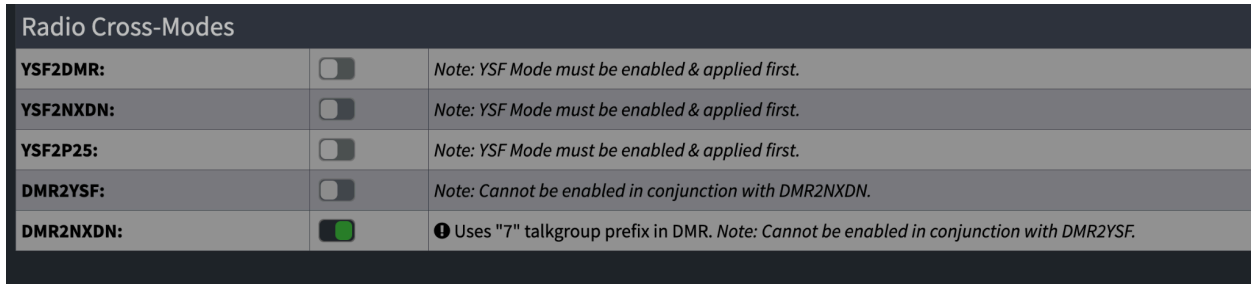 Radio Cross-Modes
YSF2DMR: Note: YSF Mode must be enabled & applied first.
YSF2NXDN: Note: YSF Mode must be enabled & applied first.
YSF2P25: Note: YSF Mode must be enabled & applied first.
DMR2YSF: Note: Cannot be enabled in conjunction with DMR2NXDN.
DMR2NXDN: Uses "7" talkgroup prefix in DMR. Note: Cannot be enabled in conjunction with DMR2YSF.